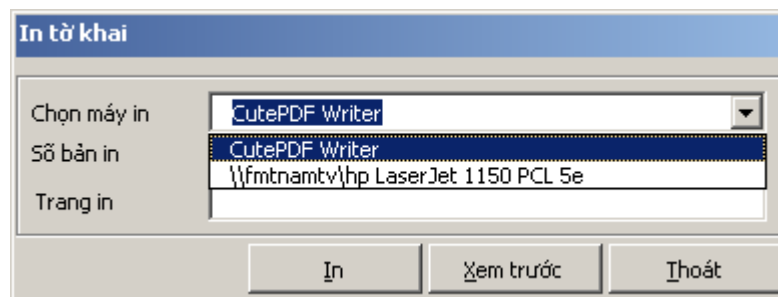 In tờ khai
Chọn máy in CutePDF Writer
Số bản in CutePDF Writer
\\fmtnamtv\hp LaserJet 1150 PCL 5e
Trang in
In Xem trước Thoát